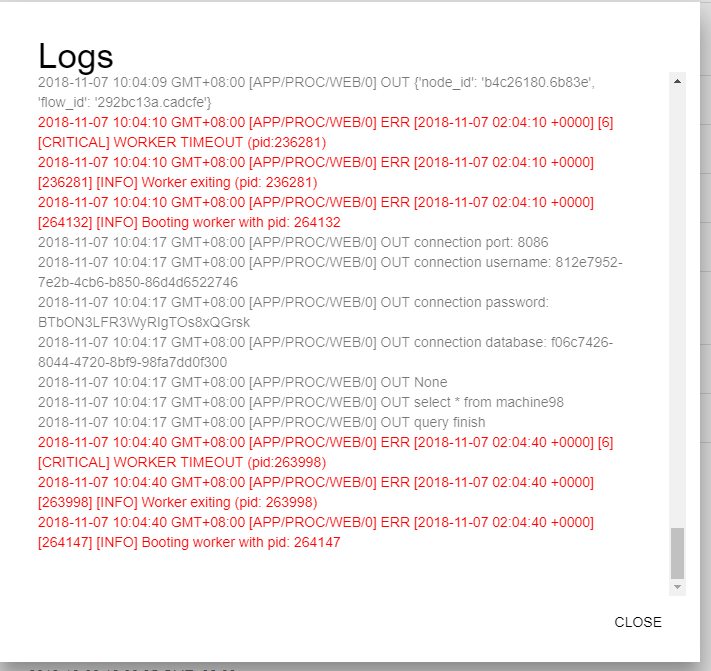 Logs
2018-11-07 10:04:09 GMT+08:00 [APP/PROC/WEB/0] OUT {'node_id': 'b4c26180.6b83e',
'flow_id': '292bc13a.cadcfe'}
2018-11-07 10:04:10 GMT+08:00 [APP/PROC/WEB/0] ERR [2018-11-07 02:04:10 +0000] [6]
[CRITICAL] WORKER TIMEOUT (pid:236281)
2018-11-07 10:04:10 GMT+08:00 [APP/PROC/WEB/0] ERR [2018-11-07 02:04:10 +0000]
[236281] [INFO] Worker exiting (pid: 236281)
2018-11-07 10:04:10 GMT+08:00 [APP/PROC/WEB/0] ERR [2018-11-07 02:04:10 +0000]
[264132] [INFO] Booting worker with pid: 264132
2018-11-07 10:04:17 GMT+08:00 [APP/PROC/WEB/0] OUT connection port: 8086
2018-11-07 10:04:17 GMT+08:00 [APP/PROC/WEB/0] OUT connection username: 812e7952-
7e2b-4cb6-b850-86d4d6522746
2018-11-07 10:04:17 GMT+08:00 [APP/PROC/WEB/0] OUT connection password:
BTbON3LFR3WyRIgTOs8xQGrsk
2018-11-07 10:04:17 GMT+08:00 [APP/PROC/WEB/0] OUT connection database: f06c7426-
8044-4720-8bf9-98fa7dd0f300
2018-11-07 10:04:17 GMT+08:00 [APP/PROC/WEB/0] OUT None
2018-11-07 10:04:17 GMT+08:00 [APP/PROC/WEB/0] OUT select * from machine98
2018-11-07 10:04:17 GMT+08:00 [APP/PROC/WEB/0] OUT query finish
2018-11-07 10:04:40 GMT+08:00 [APP/PROC/WEB/0] ERR [2018-11-07 02:04:40 +0000] [6]
[CRITICAL] WORKER TIMEOUT (pid:263998)
2018-11-07 10:04:40 GMT+08:00 [APP/PROC/WEB/0] ERR [2018-11-07 02:04:40 +0000]
[263998] [INFO] Worker exiting (pid: 263998)
2018-11-07 10:04:40 GMT+08:00 [APP/PROC/WEB/0] ERR [2018-11-07 02:04:40 +0000]
[264147] [INFO] Booting worker with pid: 264147
CLOSE